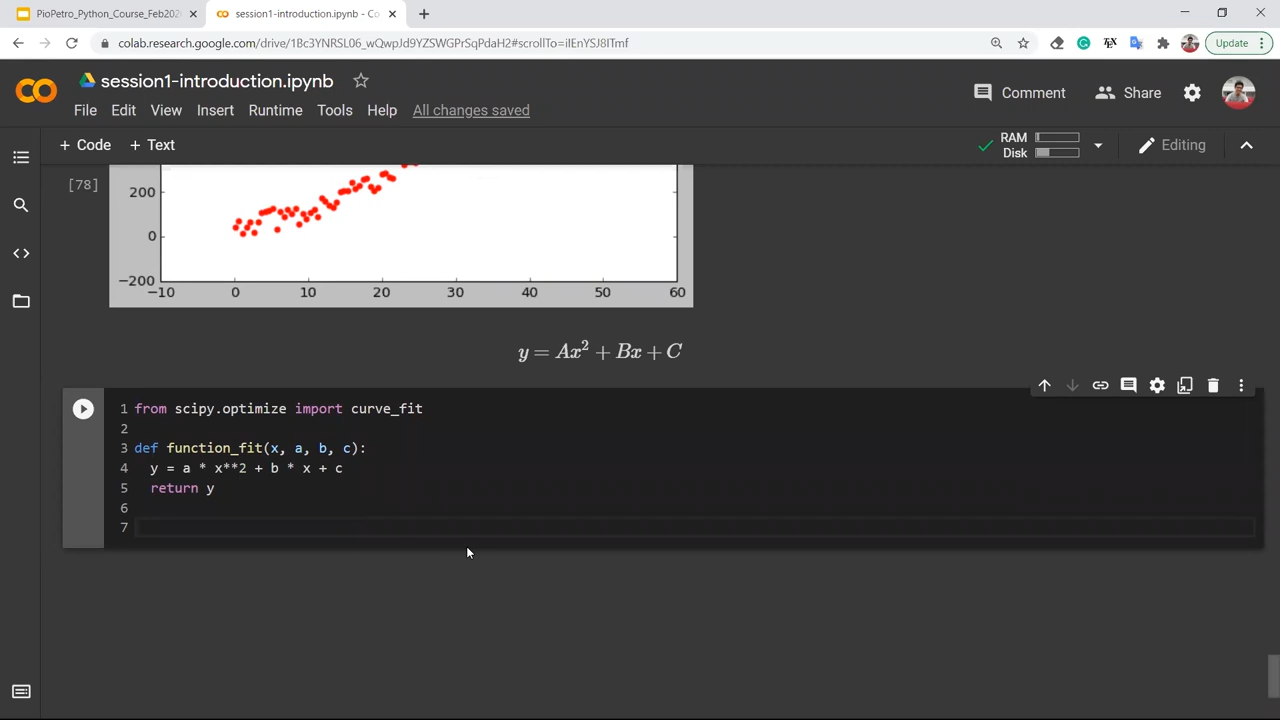 PioPetro_Python_Course_Feb202
session1-introduction.ipynb - Co
colab.research.google.com/drive/1Bc3YNRSL06_wQwpJd9YZSWGPrSqPdaH2#scrollTo=iIEnYSJ8ITmf
Update
session1-introduction.ipynb
File Edit View Insert Runtime Tools Help All changes saved
Comment Share
+ Code + Text
RAM
Disk
Editing
[78]
200
0
−200
−10 0 10 20 30 40 50 60
y = Ax² + Bx + C
1 from scipy.optimize import curve_fit
2
3 def function_fit(x, a, b, c):
4 y = a * x**2 + b * x + c
5 return y
6
7